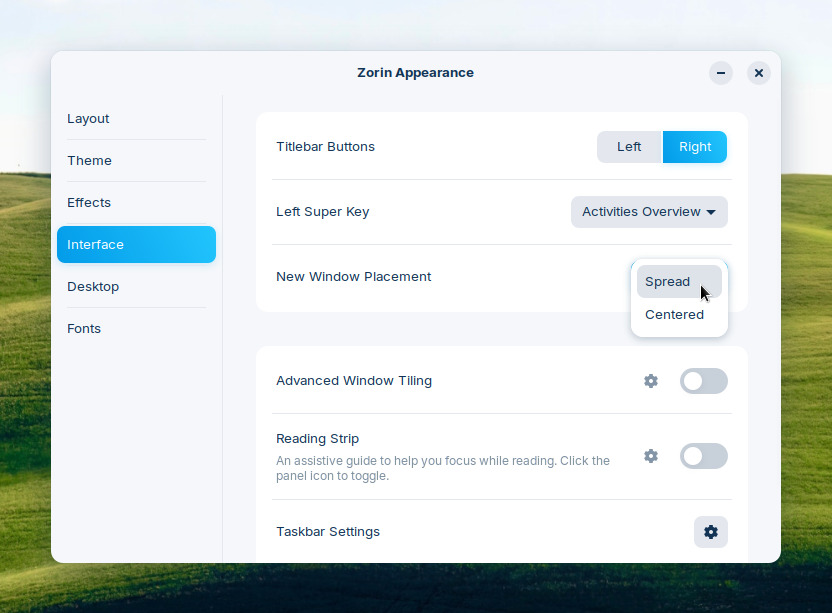 Zorin Appearance
Layout
Theme
Effects
Interface
Desktop
Fonts
Titlebar Buttons
Left
Right
Left Super Key
Activities Overview
New Window Placement
Spread
Centered
Advanced Window Tiling
Reading Strip
An assistive guide to help you focus while reading. Click the
panel icon to toggle.
Taskbar Settings